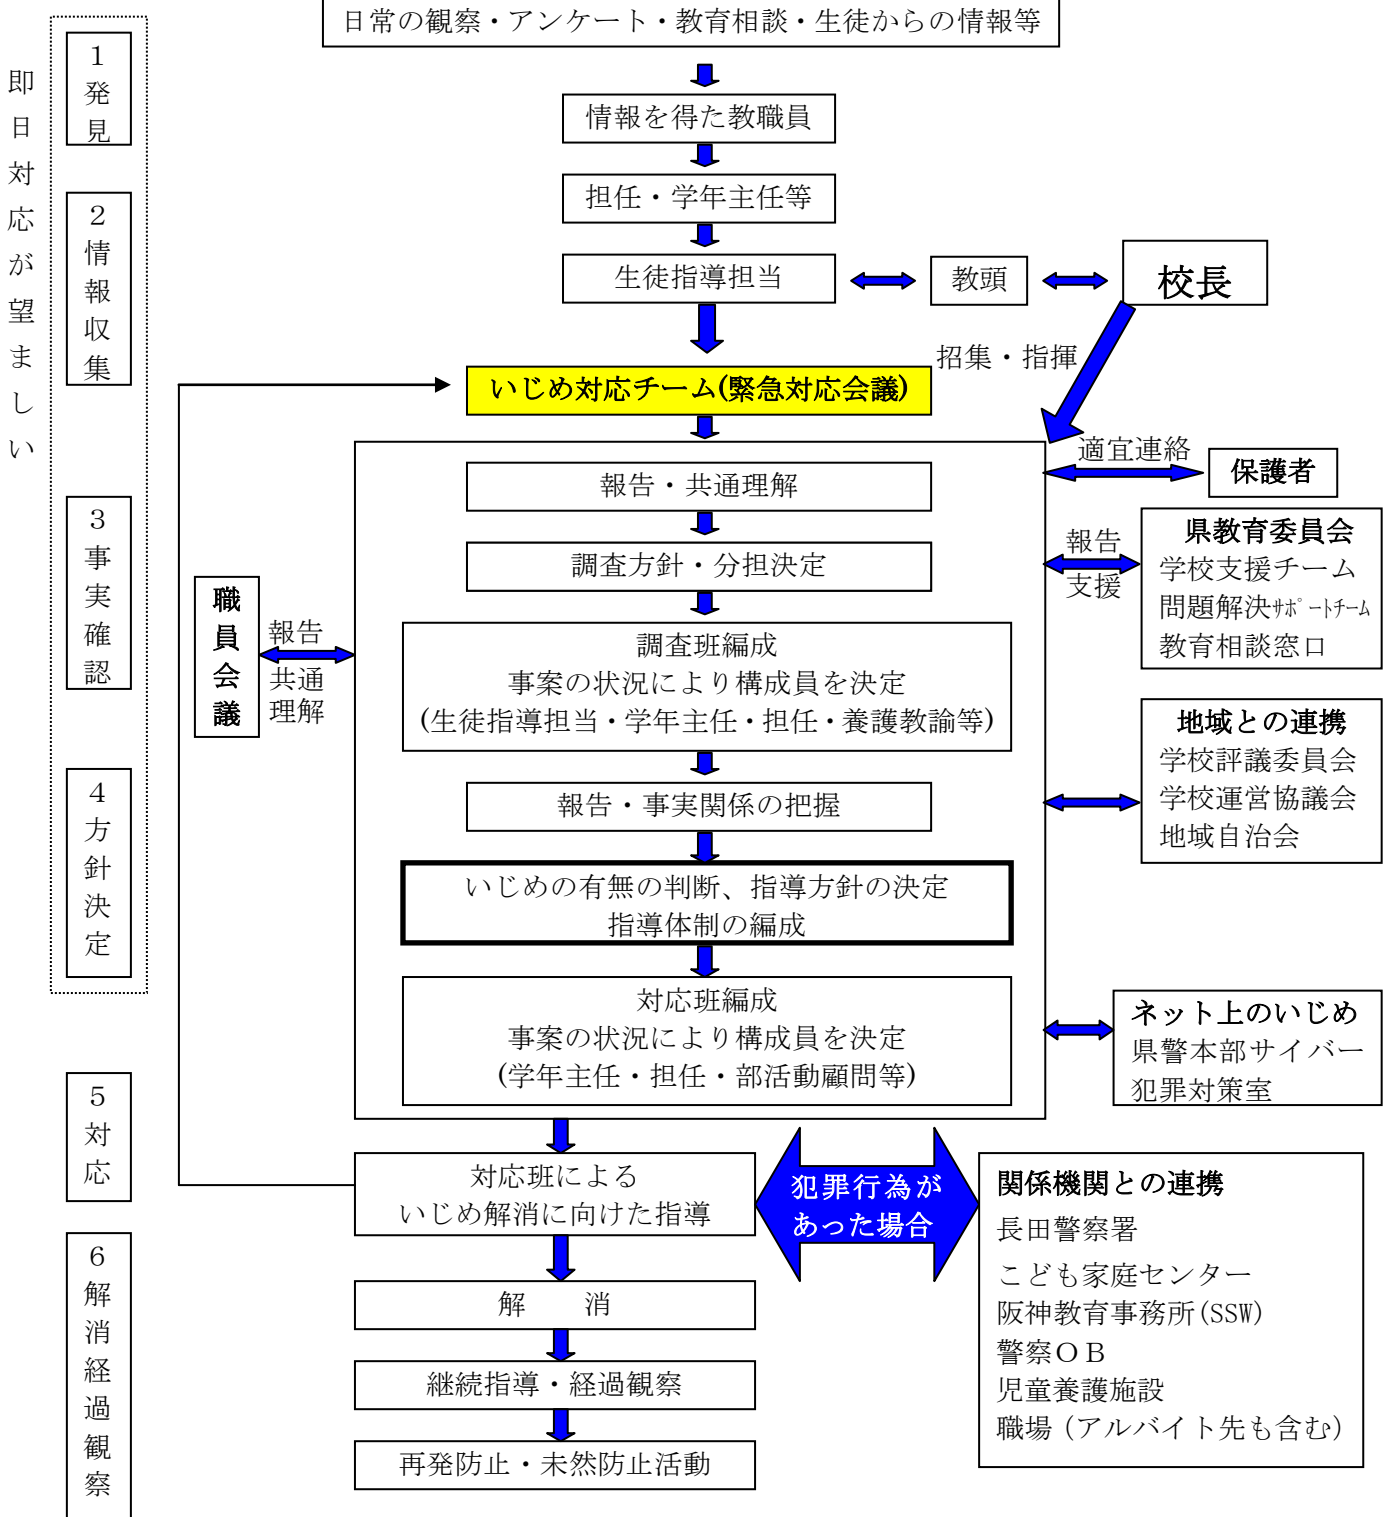 日常の観察・アンケート・教育相談・生徒からの情報等
即日対応が望ましい
1発見
2情報収集
3事実確認
4方針決定
5対応
6解消経過観察
情報を得た教職員
担任・学年主任等
生徒指導担当
教頭
校長
招集・指揮
いじめ対応チーム(緊急対応会議)
報告・共通理解
調査方針・分担決定
調査班編成
事案の状況により構成員を決定
(生徒指導担当・学年主任・担任・養護教諭等)
報告・事実関係の把握
いじめの有無の判断、指導方針の決定
指導体制の編成
対応班編成
事案の状況により構成員を決定
(学年主任・担任・部活動顧問等)
職員会議
報告
共通
理解
適宜連絡
保護者
報告
支援
県教育委員会
学校支援チーム
問題解決ｻﾎﾟｰﾄﾁｰﾑ
教育相談窓口
地域との連携
学校評議委員会
学校運営協議会
地域自治会
ネット上のいじめ
県警本部サイバー
犯罪対策室
対応班による
いじめ解消に向けた指導
犯罪行為が
あった場合
関係機関との連携
長田警察署
こども家庭センター
阪神教育事務所(SSW)
警察ＯＢ
児童養護施設
職場（アルバイト先も含む）
解　消
継続指導・経過観察
再発防止・未然防止活動